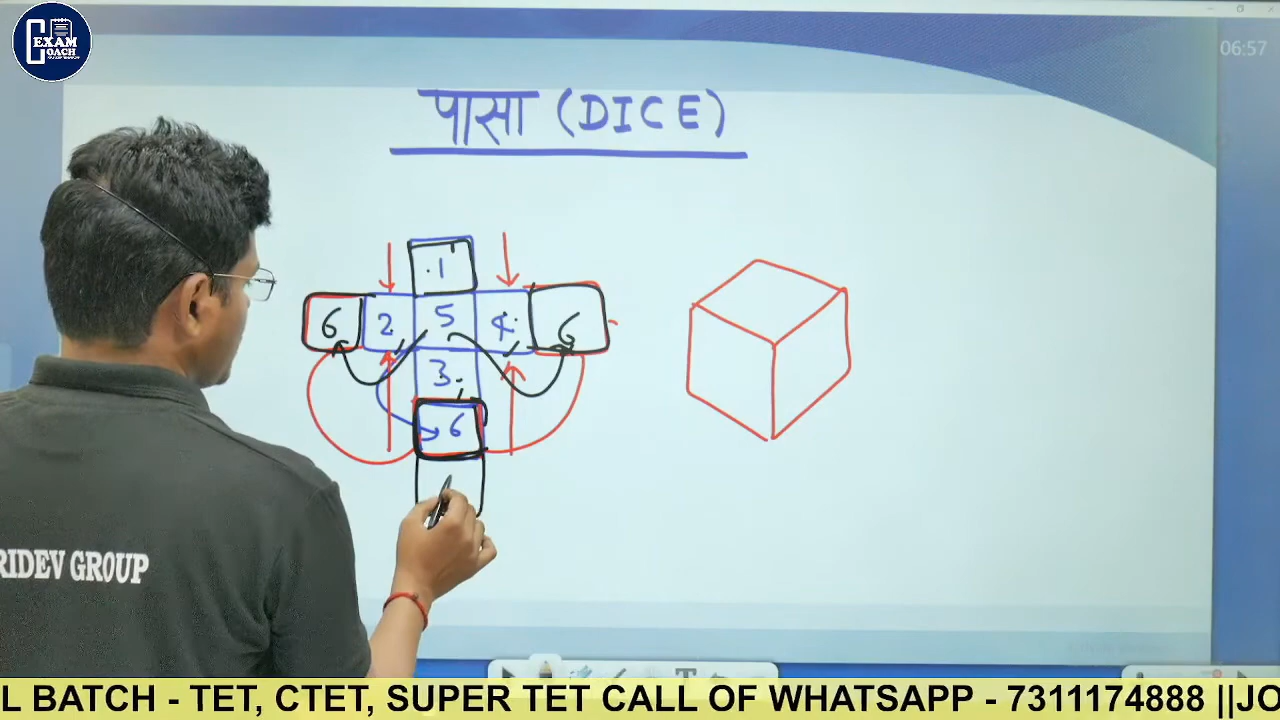 EXAM
COACH
06:57
पासा (DICE)
1
6 2 5 4 6
3
6
RIDEV GROUP
L BATCH - TET, CTET, SUPER TET CALL OF WHATSAPP - 7311174888 ||JO